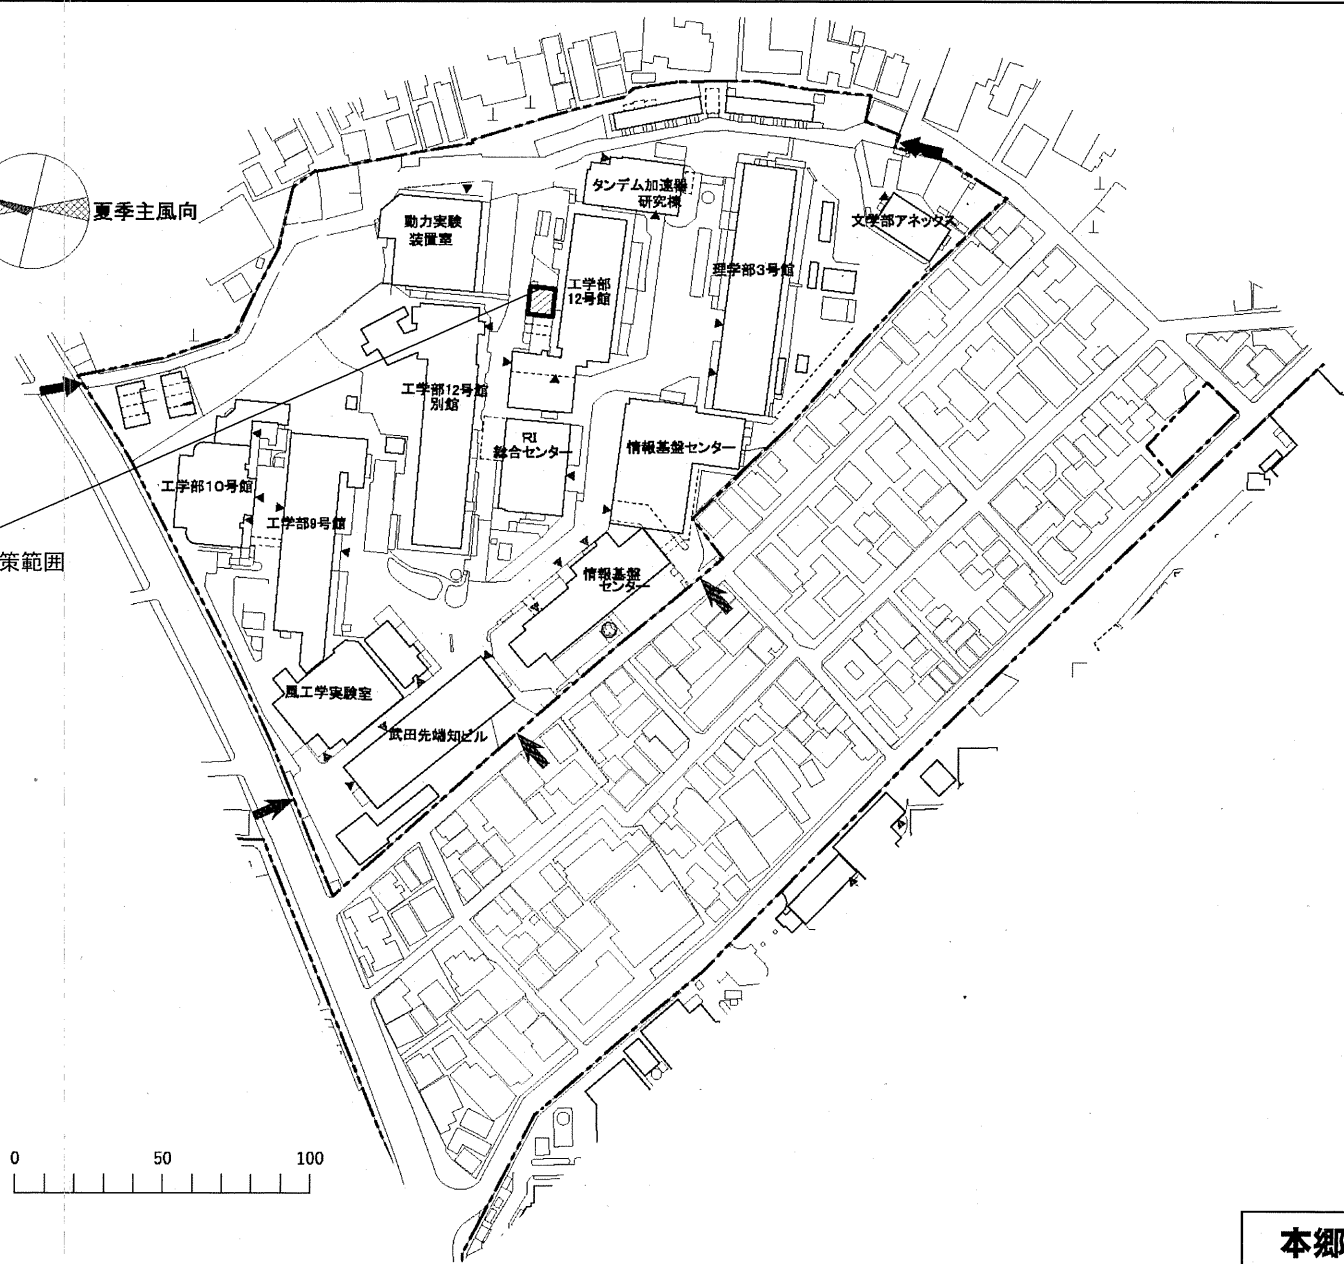 タンデム加速器
研究棟
夏季主風向
動力実験
装置室
文学部アネックス
工学部
12号館
理学部3号館
工学部12号館
別館
RI
総合センター
情報基盤センター
工学部10号館
工学部9号館
策範囲
情報基盤
センター
風工学実験室
武田先端知ビル
0 50 100
本郷